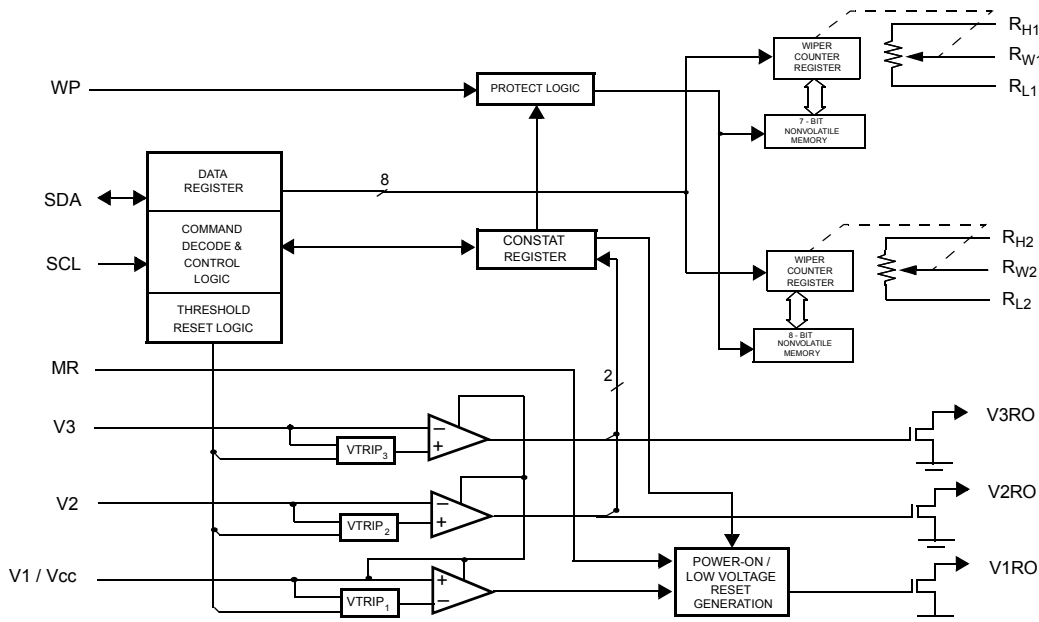 WIPER
COUNTER
REGISTER
RH1
RW1
RL1
WP
PROTECT LOGIC
7 - BIT
NONVOLATILE
MEMORY
SDA
SCL
DATA
REGISTER
COMMAND
DECODE &
CONTROL
LOGIC
THRESHOLD
RESET LOGIC
8
CONSTAT
REGISTER
WIPER
COUNTER
REGISTER
RH2
RW2
RL2
8 - BIT
NONVOLATILE
MEMORY
MR
2
V3
VTRIP3
–
+
V3RO
V2
VTRIP2
–
+
V2RO
V1 / Vcc
VTRIP1
+
–
POWER-ON /
LOW VOLTAGE
RESET
GENERATION
V1RO